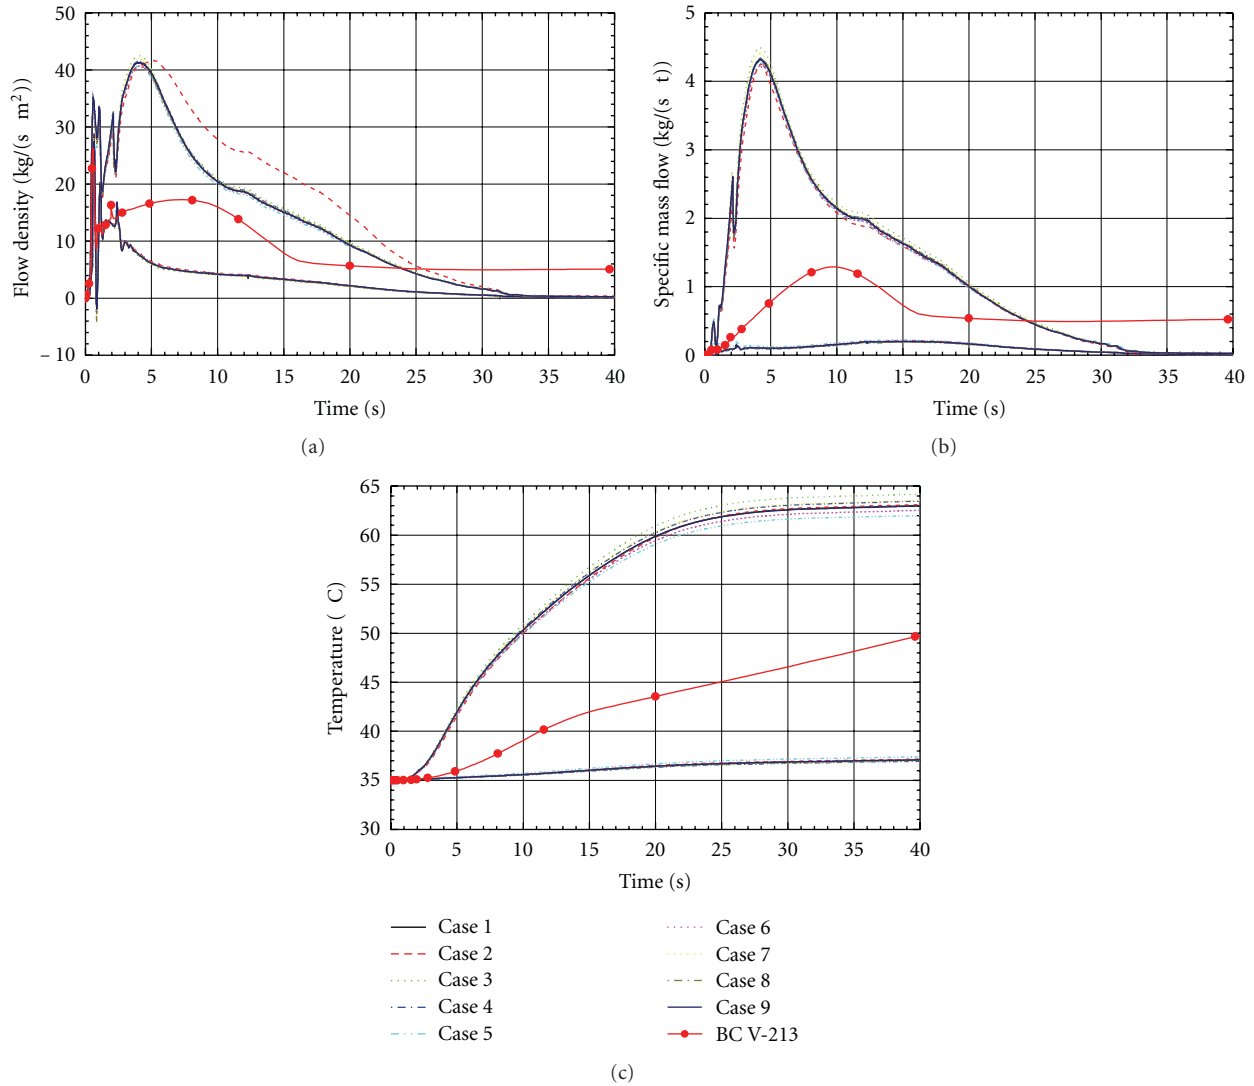 50
40
30
20
10
0
− 10
Flow density (kg/(s m²))
0 5 10 15 20 25 30 35 40
Time (s)
(a)
5
4
3
2
1
0
Specific mass flow (kg/(s t))
0 5 10 15 20 25 30 35 40
Time (s)
(b)
65
60
55
50
45
40
35
30
Temperature ( C)
0 5 10 15 20 25 30 35 40
Time (s)
Case 1
Case 2
Case 3
Case 4
Case 5
Case 6
Case 7
Case 8
Case 9
BC V-213
(c)